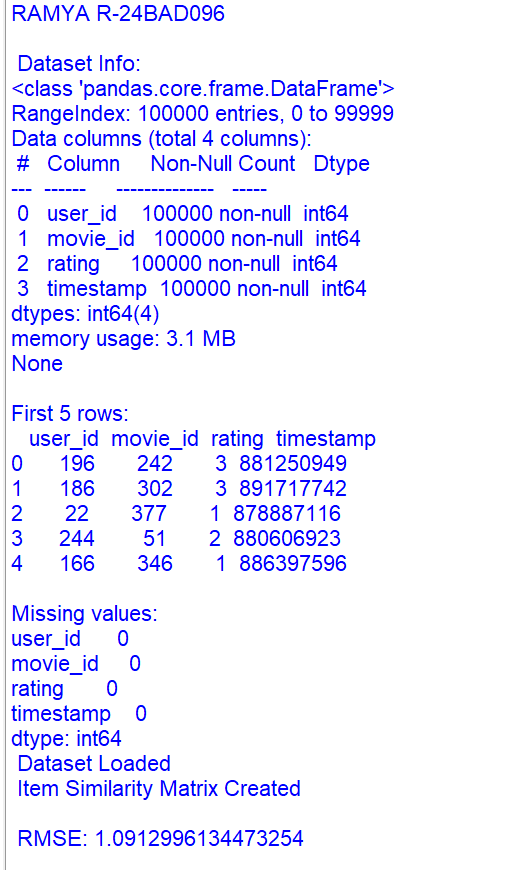 RAMYA R-24BAD096
Dataset Info:
<class 'pandas.core.frame.DataFrame'>
RangeIndex: 100000 entries, 0 to 99999
Data columns (total 4 columns):
#   Column     Non-Null Count   Dtype
---  ------     --------------   -----
0   user_id    100000 non-null  int64
1   movie_id   100000 non-null  int64
2   rating     100000 non-null  int64
3   timestamp  100000 non-null  int64
dtypes: int64(4)
memory usage: 3.1 MB
None
First 5 rows:
user_id  movie_id  rating  timestamp
0      196       242       3  881250949
1      186       302       3  891717742
2       22       377       1  878887116
3      244        51       2  880606923
4      166       346       1  886397596
Missing values:
user_id      0
movie_id     0
rating       0
timestamp    0
dtype: int64
Dataset Loaded
Item Similarity Matrix Created
RMSE: 1.0912996134473254